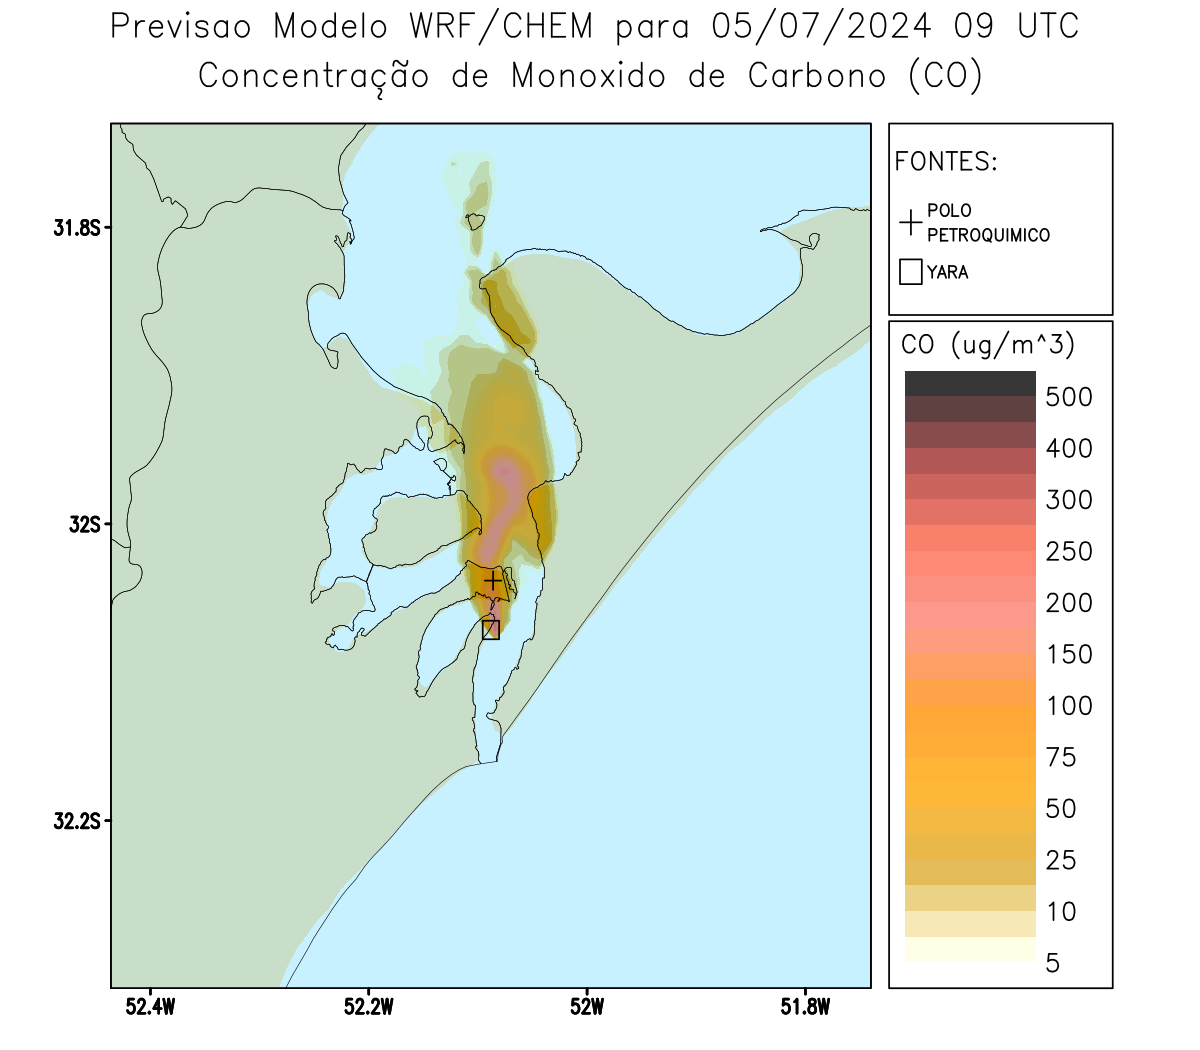 Previsao Modelo WRF/CHEM para 05/07/2024 09 UTC
Concentração de Monoxido de Carbono (CO)
FONTES:
POLO
PETROQUIMICO
YARA
CO (ug/m^3)
500
400
300
250
200
150
100
75
50
25
10
5
31.8S
32S
32.2S
52.4W
52.2W
52W
51.8W